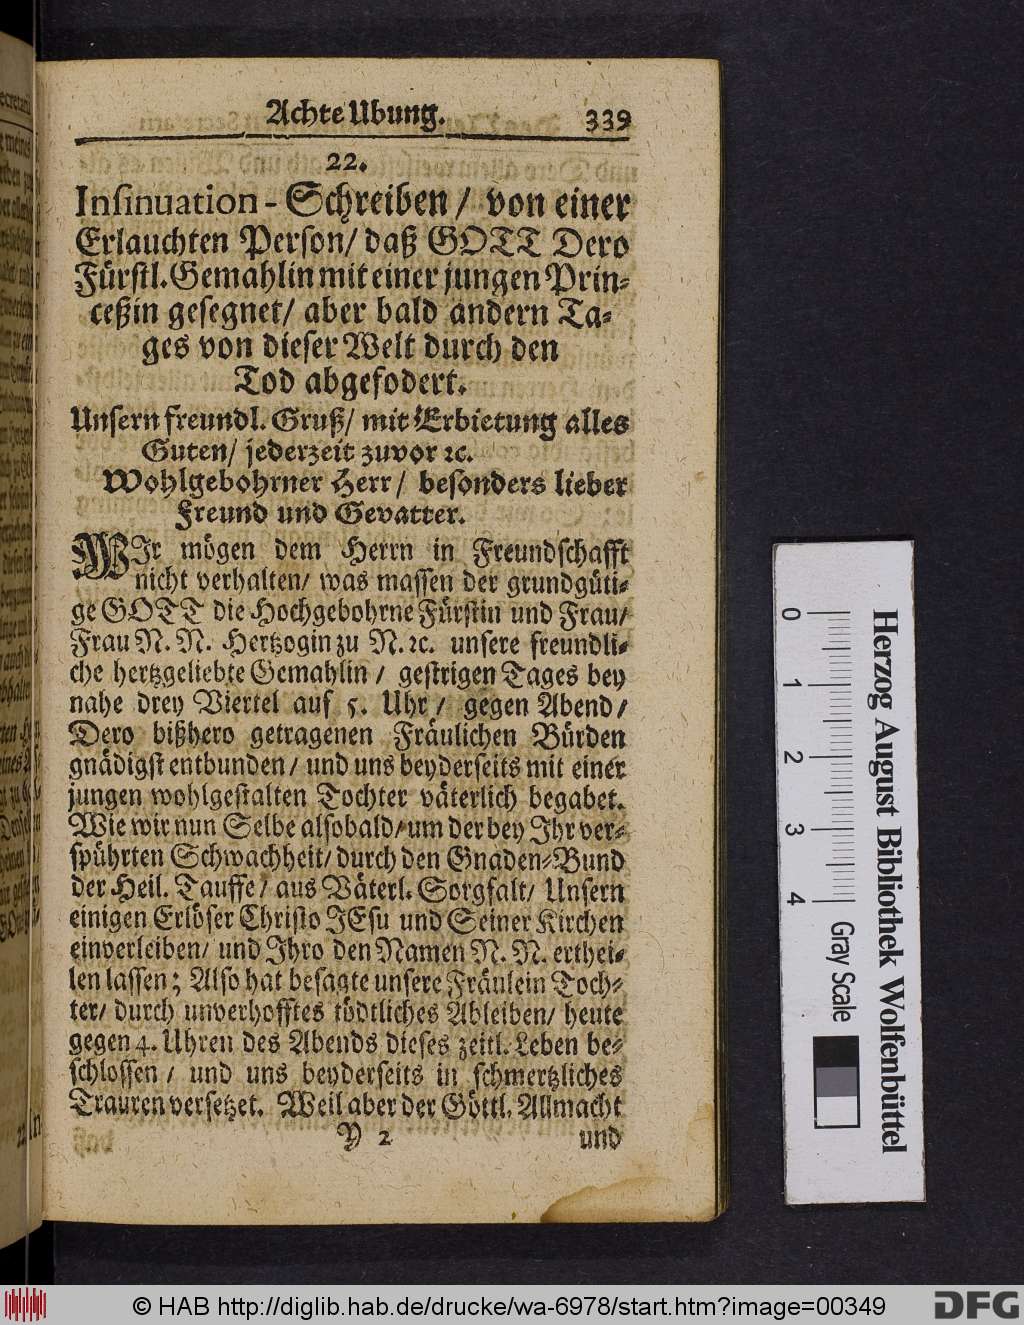 Achte Ubung. 339
22.
Insinuation-Schreiben/ von einer
Erlauchten Person/ daß GOTT Dero
Fürstl. Gemahlin mit einer jungen Prin-
ceßin gesegnet/ aber bald andern Ta-
ges von dieser Welt durch den
Tod abgefodert.
Unsern freundl. Gruß/ mit Erbietung alles
Guten/ jederzeit zuvor ꝛc.
Wohlgebohrner Herr/ besonders lieber
Freund und Gevatter.
WIr mögen dem Herrn in Freundschafft
nicht verhalten/ was massen der grundgüti-
ge GOTT die Hochgebohrne Fürstin und Frau/
Frau N. N. Hertzogin zu N. ꝛc. unsere freundli-
che hertzgeliebte Gemahlin/ gestrigen Tages bey
nahe drey Viertel auf 5. Uhr/ gegen Abend/
Dero bißhero getragenen Fräulichen Bürden
gnädigst entbunden/ und uns beyderseits mit einer
jungen wohlgestalten Tochter väterlich begabet.
Wie wir nun Selbe alsobald/ um der bey Ihr ver-
spührten Schwachheit/ durch den Gnaden-Bund
der Heil. Tauffe/ aus Väterl. Sorgfalt/ Unsern
einigen Erlöser Christo JEsu und Seiner Kirchen
einverleiben/ und Ihro den Namen N. N. erthei-
len lassen; Also hat besagte unsere Fräulein Toch-
ter/ durch unverhofftes tödtliches Ableiben/ heute
gegen 4. Uhren des Abends dieses zeitl. Leben be-
schlossen/ und uns beyderseits in schmertzliches
Trauren versetzet. Weil aber der Göttl. Allmacht
Y 2 und
0 1 2 3 4
Gray Scale
Herzog August Bibliothek Wolfenbüttel
© HAB http://diglib.hab.de/drucke/wa-6978/start.htm?image=00349
DFG